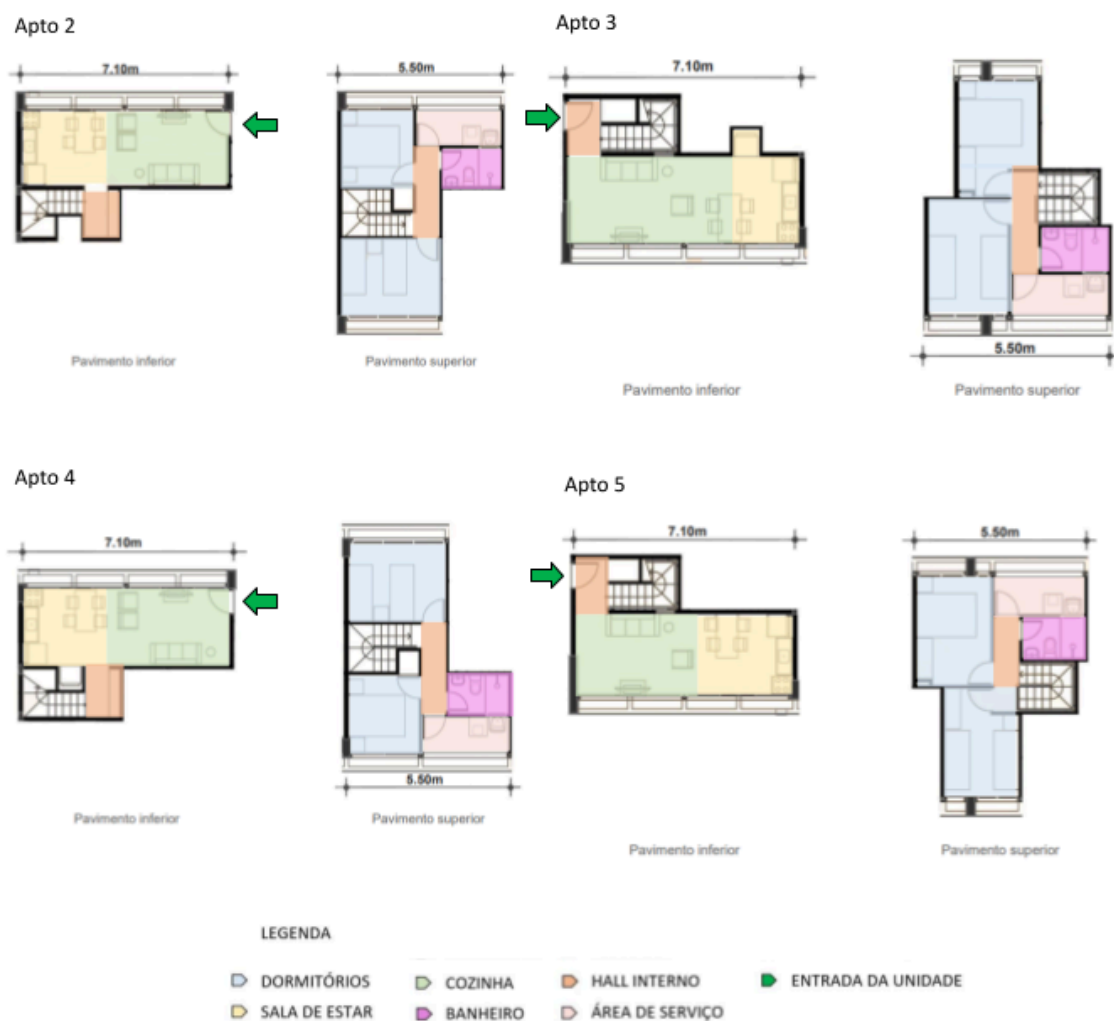 Apto 2
Apto 3
7.10m
5.50m
7.10m
5.50m
Pavimento inferior
Pavimento superior
Pavimento inferior
Pavimento superior
Apto 4
Apto 5
7.10m
5.50m
7.10m
5.50m
Pavimento inferior
Pavimento superior
Pavimento inferior
Pavimento superior
LEGENDA
DORMITÓRIOS
COZINHA
HALL INTERNO
ENTRADA DA UNIDADE
SALA DE ESTAR
BANHEIRO
ÁREA DE SERVIÇO